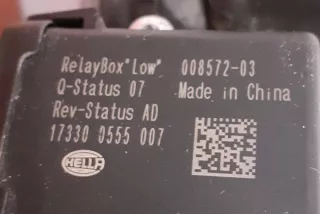 RelayBox"Low" 008572-03
Q-Status 07 Made in China
Rev-Status AD
17330 0555 007
HELLA